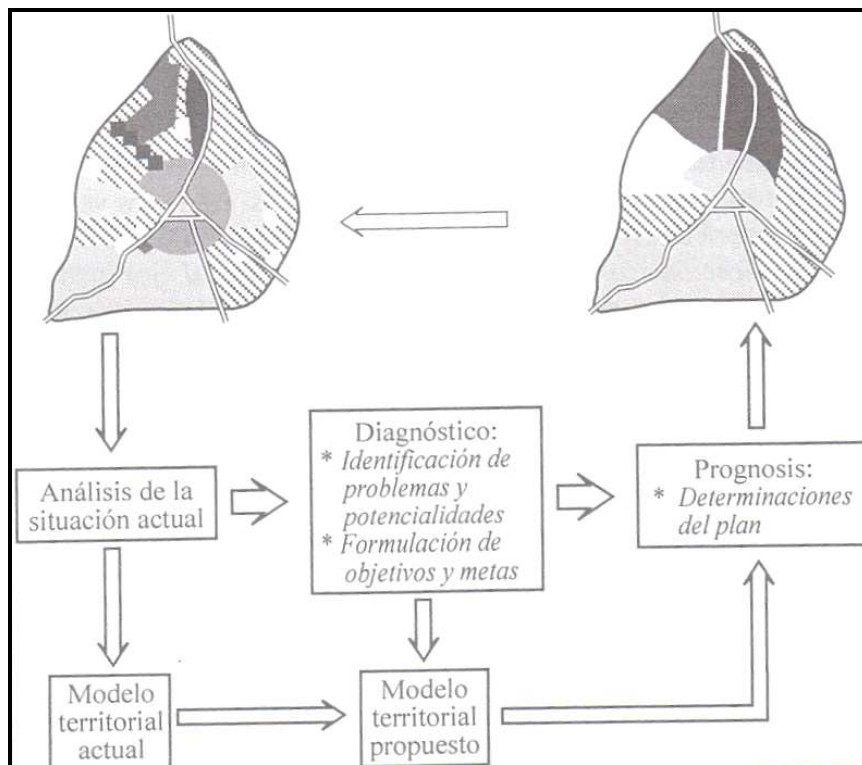 Análisis de la
situación actual
Diagnóstico:
* Identificación de
problemas y
potencialidades
* Formulación de
objetivos y metas
Prognosis:
* Determinaciones
del plan
Modelo
territorial
actual
Modelo
territorial
propuesto